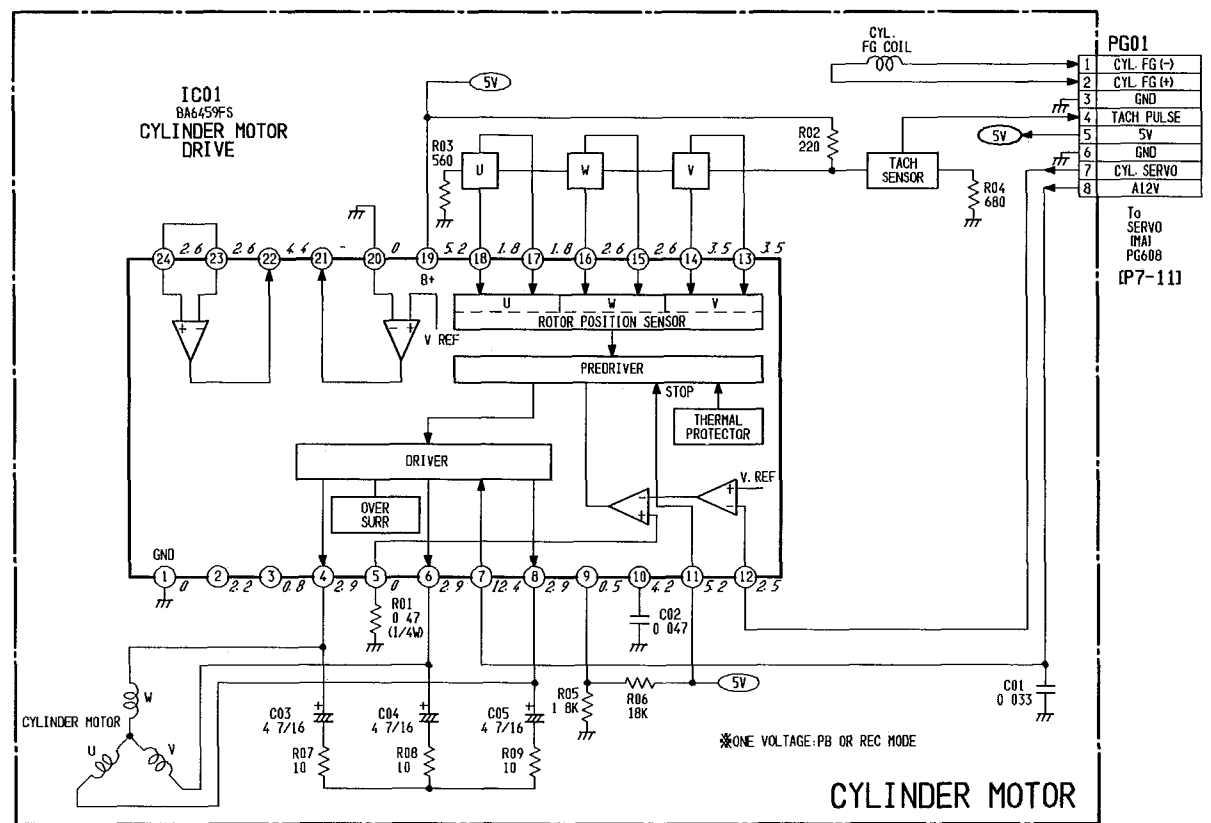 CYL.
FG COIL
PG01
1 CYL. FG (-)
2 CYL. FG (+)
3 GND
4 TACH PULSE
5 5V
6 GND
7 CYL. SERVO
8 A12V
To
SERVO
(MA)
PG608
[P7-11]
5V
IC01
BA6459FS
CYLINDER MOTOR
DRIVE
5V
R03
560
U
W
V
R02
220
TACH
SENSOR
R04
680
24 2.6 23 2.6 22 4.4 21 - 20 0 19 5.2 18 1.8 17 1.8 16 2.6 15 2.6 14 3.5 13 3.5
B+
U W V
ROTOR POSITION SENSOR
+ -
- +
V REF
PREDRIVER
STOP
THERMAL
PROTECTOR
DRIVER
OVER
SURR
V. REF
- +
+ -
GND
1 0 2 2.2 3 0.8 4 2.9 5 0 6 2.9 7 12.4 8 2.9 9 0.5 10 4.2 11 5.2 12 2.5
R01
0 47
(1/4W)
C02
0 047
5V
R05
1 8K
R06
18K
C01
0 033
W
CYLINDER MOTOR
U
V
+
C03
4 7/16
+
C04
4 7/16
+
C05
4 7/16
R07
10
R08
10
R09
10
※ONE VOLTAGE:PB OR REC MODE
CYLINDER MOTOR